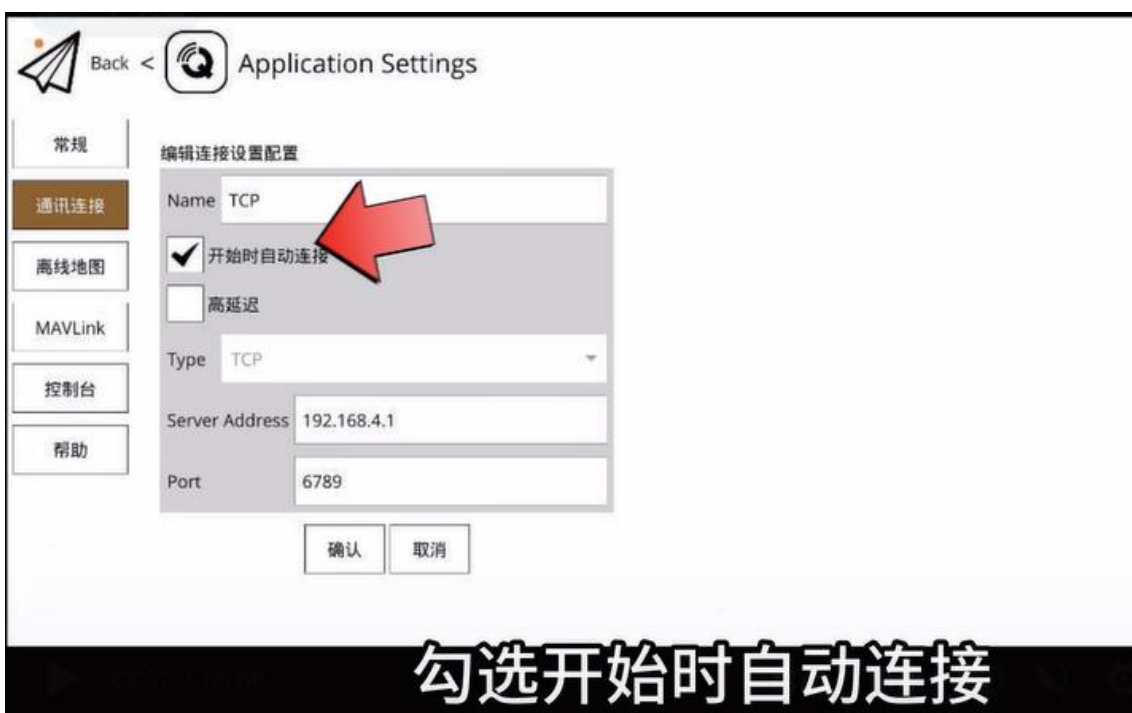 Back < Application Settings
常规
通讯连接
离线地图
MAVLink
控制台
帮助
编辑连接设置配置
Name TCP
开始时自动连接
高延迟
Type TCP
Server Address 192.168.4.1
Port 6789
确认 取消
勾选开始时自动连接